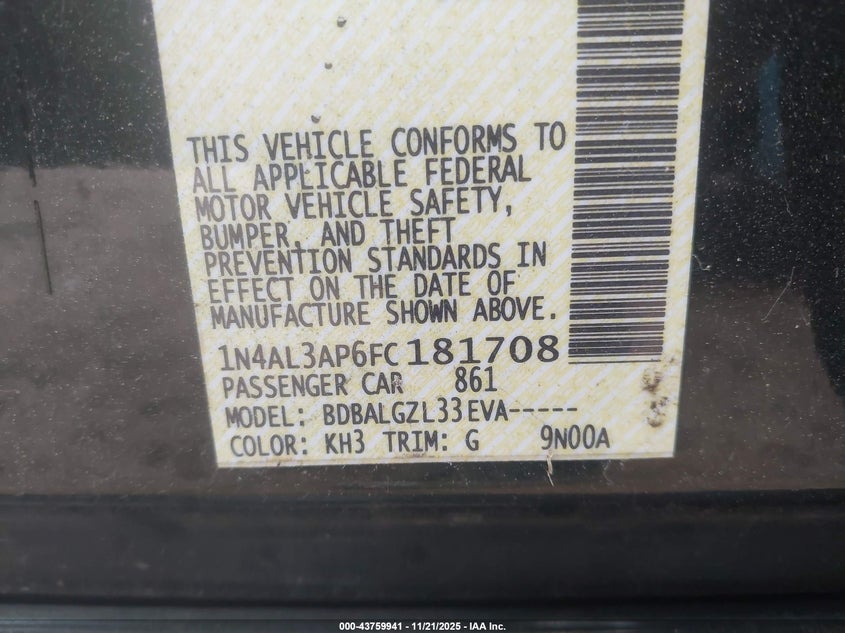 THIS VEHICLE CONFORMS TO
ALL APPLICABLE FEDERAL
MOTOR VEHICLE SAFETY,
BUMPER, AND THEFT
PREVENTION STANDARDS IN
EFFECT ON THE DATE OF
MANUFACTURE SHOWN ABOVE.
1N4AL3AP6FC181708
PASSENGER CAR 861
MODEL: BDBALGZL33EVA-----
COLOR: KH3 TRIM: G 9N00A
000-43759941 - 11/21/2025 - IAA Inc.